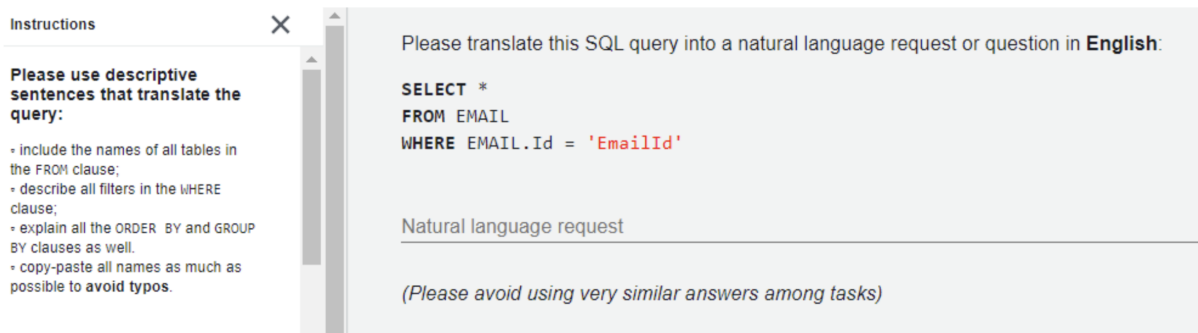 Instructions
Please use descriptive
sentences that translate the
query:
▫ include the names of all tables in
the FROM clause;
▫ describe all filters in the WHERE
clause;
▫ explain all the ORDER BY and GROUP
BY clauses as well.
▫ copy-paste all names as much as
possible to avoid typos.
Please translate this SQL query into a natural language request or question in English:
SELECT *
FROM EMAIL
WHERE EMAIL.Id = 'EmailId'
Natural language request
(Please avoid using very similar answers among tasks)